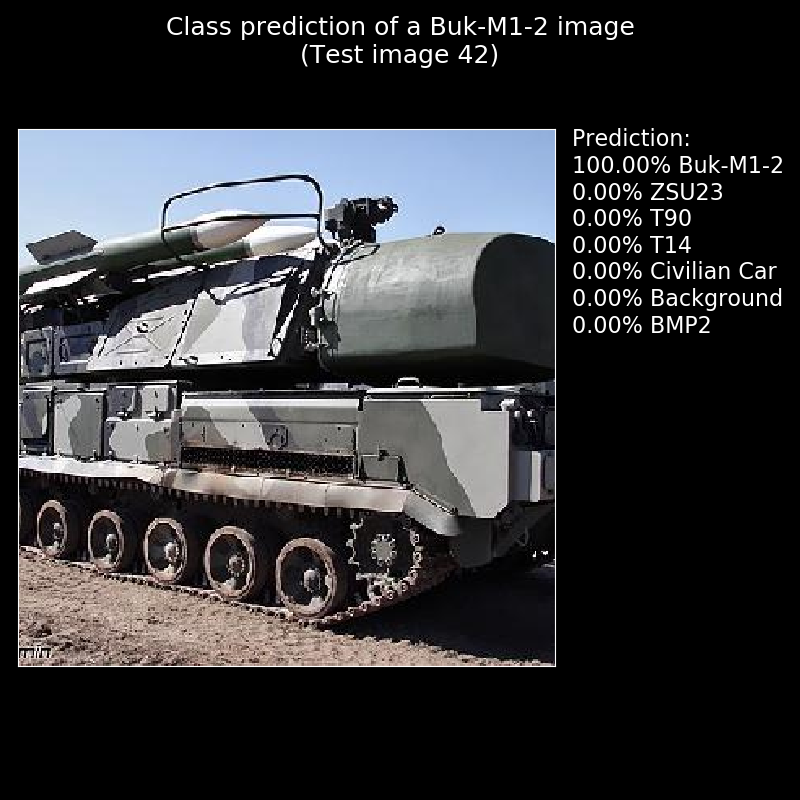 Class prediction of a Buk-M1-2 image
(Test image 42)
Prediction:
100.00% Buk-M1-2
0.00% ZSU23
0.00% T90
0.00% T14
0.00% Civilian Car
0.00% Background
0.00% BMP2